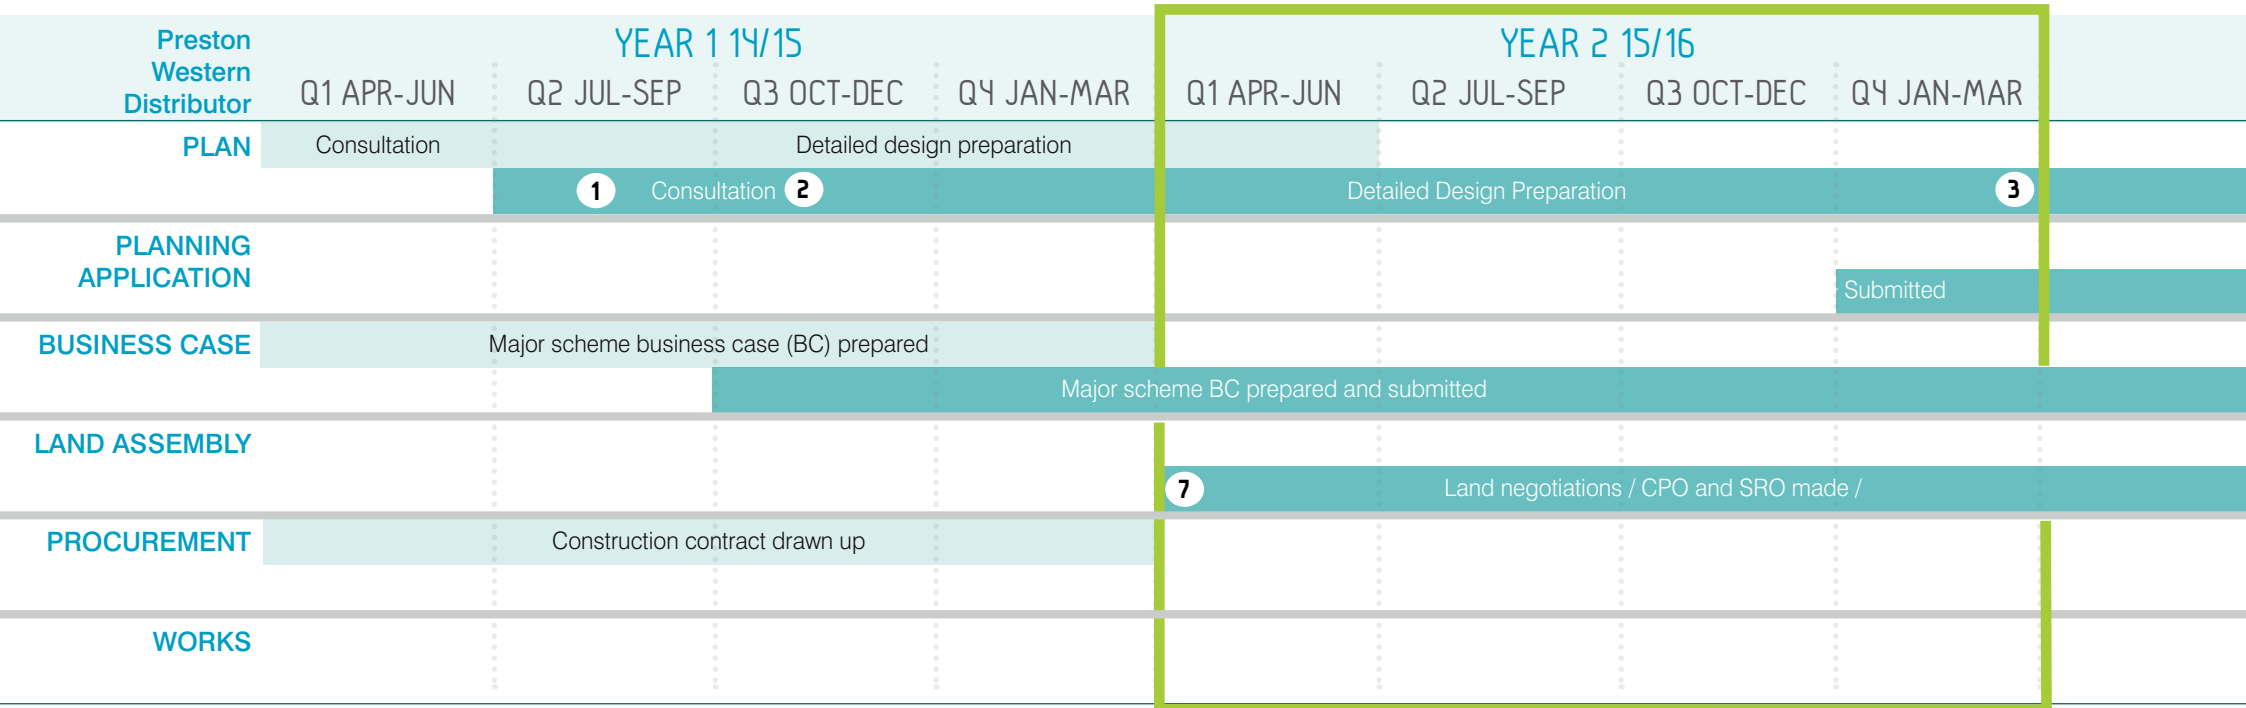 Preston
Western
Distributor
YEAR 1 14/15
YEAR 2 15/16
Q1 APR-JUN
Q2 JUL-SEP
Q3 OCT-DEC
Q4 JAN-MAR
Q1 APR-JUN
Q2 JUL-SEP
Q3 OCT-DEC
Q4 JAN-MAR
PLAN
Consultation
Detailed design preparation
1
Consultation
2
Detailed Design Preparation
3
PLANNING
APPLICATION
Submitted
BUSINESS CASE
Major scheme business case (BC) prepared
Major scheme BC prepared and submitted
LAND ASSEMBLY
7
Land negotiations / CPO and SRO made /
PROCUREMENT
Construction contract drawn up
WORKS